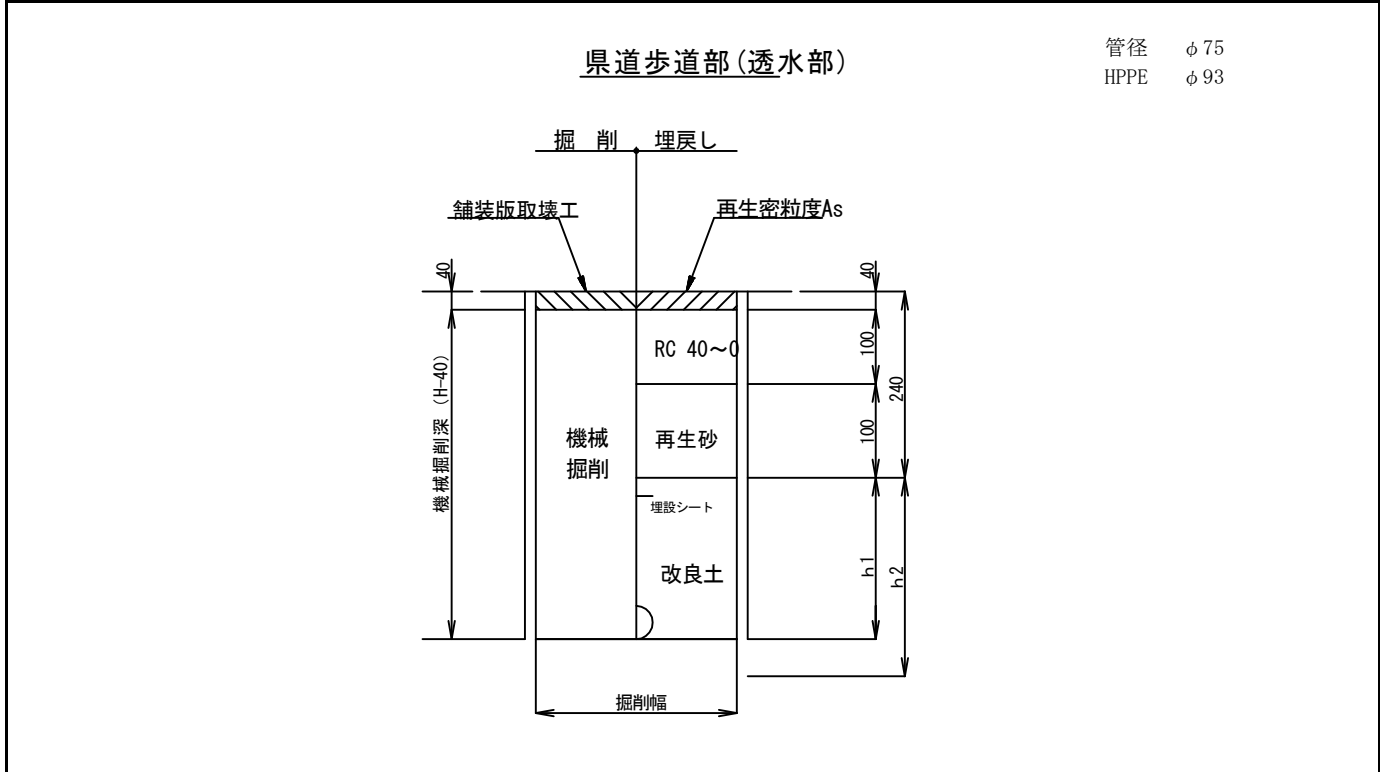 県道歩道部(透水部)
管径 φ75
HPPE φ93
掘 削 埋戻し
舗装版取壊工 再生密粒度As
40
40
RC 40～0
100
240
機械掘削深 (H-40)
機械
掘削
再生砂
100
埋設シート
改良土
h1
h2
掘削幅